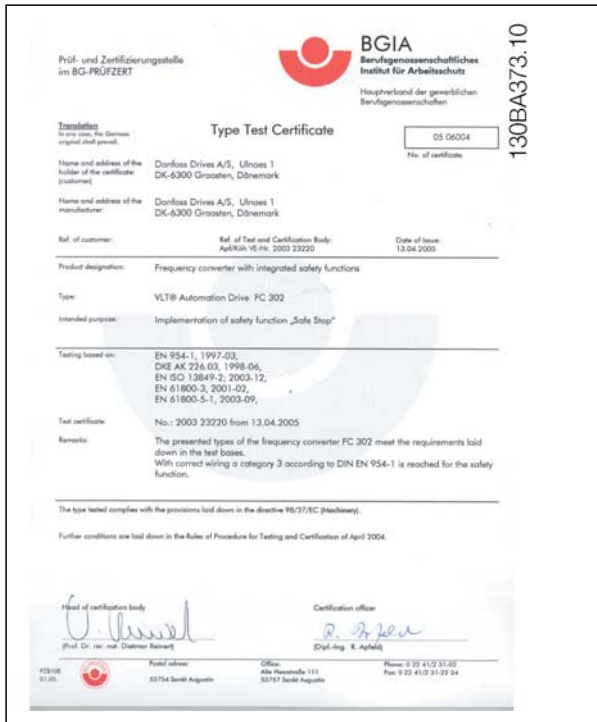 Prüf- und Zertifizierungsstelle
im BG-PRÜFZERT
BGIA
Berufsgenossenschaftliches
Institut für Arbeitsschutz
Hauptverband der gewerblichen
Berufsgenossenschaften
130BA373.10
Translation
In any case, the German
original shall prevail.
Type Test Certificate
05 06004
No. of certificate
Name and address of the
holder of the certificate:
(customer)
Danfoss Drives A/S, Ulnaes 1
DK-6300 Graasten, Dänemark
Name and address of the
manufacturer:
Danfoss Drives A/S, Ulnaes 1
DK-6300 Graasten, Dänemark
Ref. of customer:
Ref. of Test and Certification Body:
Apf/Köh VE-Nr. 2003 23220
Date of Issue:
13.04.2005
Product designation:
Frequency converter with integrated safety functions
Type:
VLT® Automation Drive FC 302
Intended purpose:
Implementation of safety function „Safe Stop“
Testing based on:
EN 954-1, 1997-03,
DKE AK 226.03, 1998-06,
EN ISO 13849-2; 2003-12,
EN 61800-3, 2001-02,
EN 61800-5-1, 2003-09,
Test certificate:
No.: 2003 23220 from 13.04.2005
Remarks:
The presented types of the frequency converter FC 302 meet the requirements laid
down in the test bases.
With correct wiring a category 3 according to DIN EN 954-1 is reached for the safety
function.
The type tested complies with the provisions laid down in the directive 98/37/EC (Machinery).
Further conditions are laid down in the Rules of Procedure for Testing and Certification of April 2004.
Head of certification body
(Prof. Dr. rer. nat. Dietmar Reinert)
Certification officer
R. Apfeld
(Dipl.-Ing. R. Apfeld)
PZB10E
01.05
Postal adress:
53754 Sankt Augustin
Office:
Alte Heerstraße 111
53757 Sankt Augustin
Phone: 0 22 41/2 31-02
Fax: 0 22 41/2 31-22 34